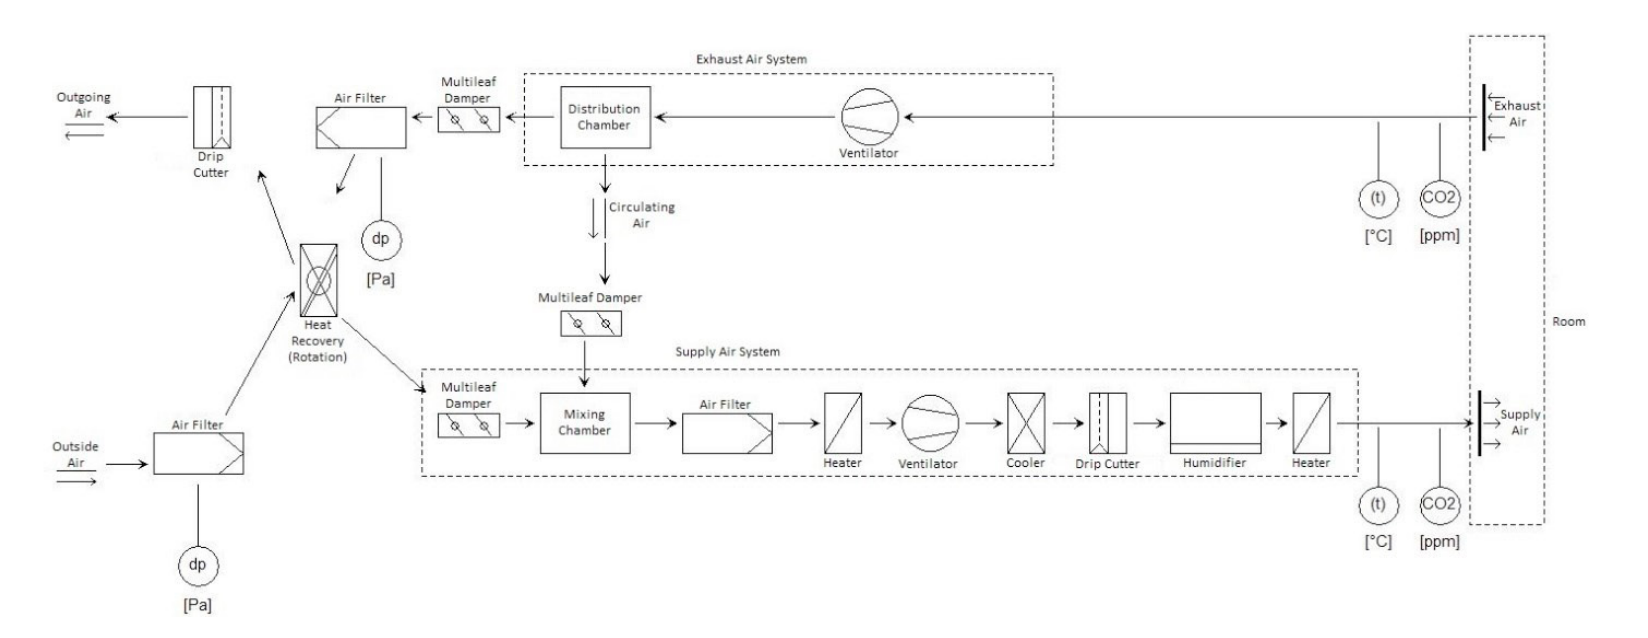 Exhaust Air System
Outgoing
Air
Drip
Cutter
Air Filter
Multileaf
Damper
Distribution
Chamber
Ventilator
Exhaust
Air
dp
[Pa]
Circulating
Air
(t)
[°C]
CO2
[ppm]
Heat
Recovery
(Rotation)
Multileaf Damper
Room
Supply Air System
Outside
Air
Air Filter
Multileaf
Damper
Mixing
Chamber
Air Filter
Heater
Ventilator
Cooler
Drip Cutter
Humidifier
Heater
Supply
Air
dp
[Pa]
(t)
[°C]
CO2
[ppm]